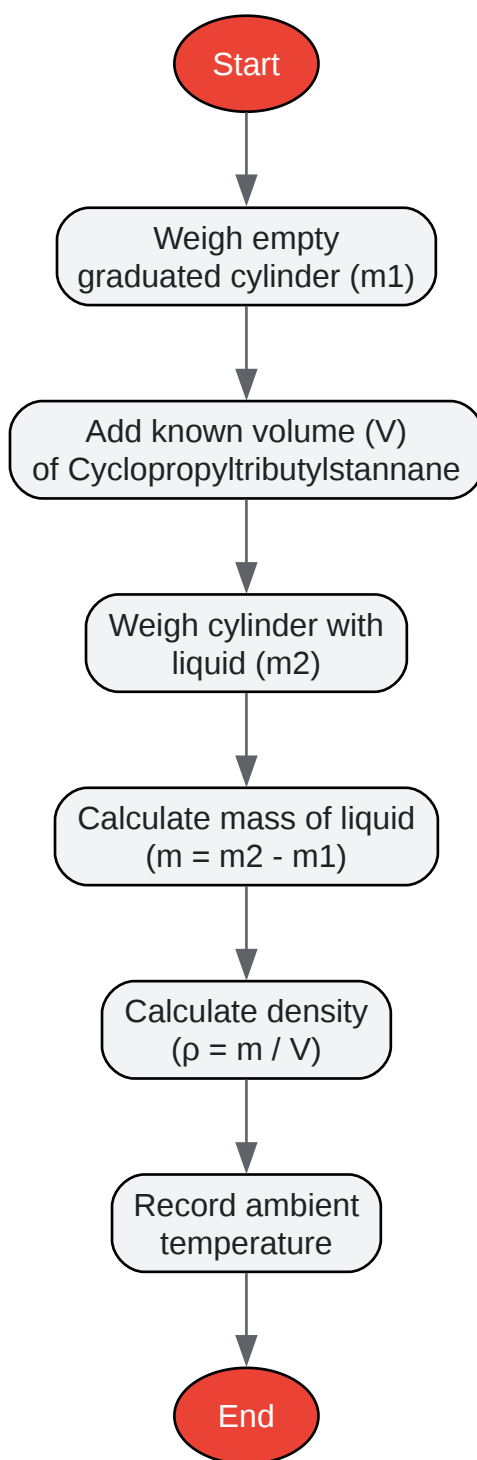 Start
Weigh empty
graduated cylinder (m1)
Add known volume (V)
of Cyclopropyltributylstannane
Weigh cylinder with
liquid (m2)
Calculate mass of liquid
(m = m2 - m1)
Calculate density
(ρ = m / V)
Record ambient
temperature
End